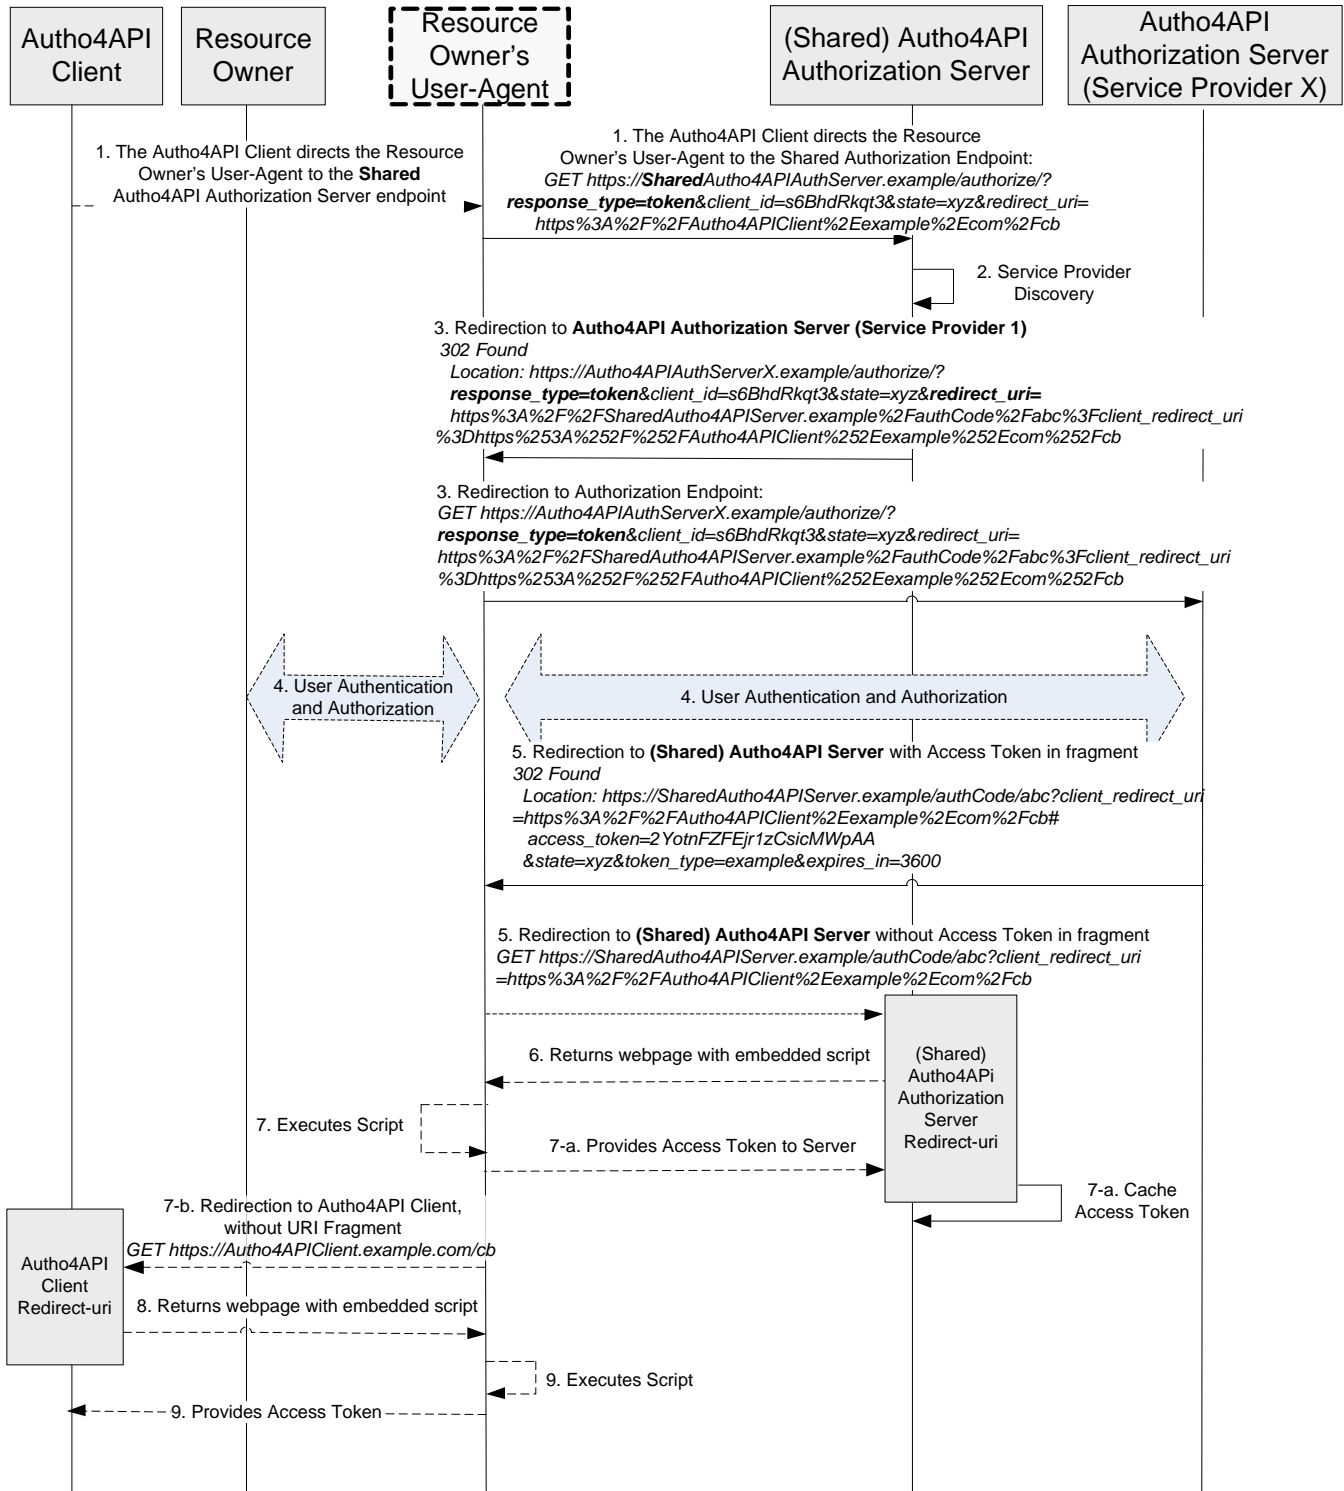 Autho4API
Client
Resource
Owner
Resource
Owner's
User-Agent
(Shared) Autho4API
Authorization Server
Autho4API
Authorization Server
(Service Provider X)
1. The Autho4API Client directs the Resource
Owner's User-Agent to the Shared
Autho4API Authorization Server endpoint
1. The Autho4API Client directs the Resource
Owner's User-Agent to the Shared Authorization Endpoint:
GET https://SharedAutho4APIAuthServer.example/authorize/?
response_type=token&client_id=s6BhdRkqt3&state=xyz&redirect_uri=
https%3A%2F%2FAutho4APIClient%2Eexample%2Ecom%2Fcb
2. Service Provider
Discovery
3. Redirection to Autho4API Authorization Server (Service Provider 1)
302 Found
Location: https://Autho4APIAuthServerX.example/authorize/?
response_type=token&client_id=s6BhdRkqt3&state=xyz&redirect_uri=
https%3A%2F%2FSharedAutho4APIServer.example%2FauthCode%2Fabc%3Fclient_redirect_uri
%3Dhttps%253A%252F%252FAutho4APIClient%252Eexample%252Ecom%252Fcb
3. Redirection to Authorization Endpoint:
GET https://Autho4APIAuthServerX.example/authorize/?
response_type=token&client_id=s6BhdRkqt3&state=xyz&redirect_uri=
https%3A%2F%2FSharedAutho4APIServer.example%2FauthCode%2Fabc%3Fclient_redirect_uri
%3Dhttps%253A%252F%252FAutho4APIClient%252Eexample%252Ecom%252Fcb
4. User Authentication
and Authorization
4. User Authentication and Authorization
5. Redirection to (Shared) Autho4API Server with Access Token in fragment
302 Found
Location: https://SharedAutho4APIServer.example/authCode/abc?client_redirect_uri
=https%3A%2F%2FAutho4APIClient%2Eexample%2Ecom%2Fcb#
access_token=2YotnFZFEjr1zCsicMWpAA
&state=xyz&token_type=example&expires_in=3600
5. Redirection to (Shared) Autho4API Server without Access Token in fragment
GET https://SharedAutho4APIServer.example/authCode/abc?client_redirect_uri
=https%3A%2F%2FAutho4APIClient%2Eexample%2Ecom%2Fcb
6. Returns webpage with embedded script
(Shared)
Autho4APi
Authorization
Server
Redirect-uri
7. Executes Script
7-a. Provides Access Token to Server
7-a. Cache
Access Token
7-b. Redirection to Autho4API Client,
without URI Fragment
GET https://Autho4APIClient.example.com/cb
Autho4API
Client
Redirect-uri
8. Returns webpage with embedded script
9. Executes Script
9. Provides Access Token